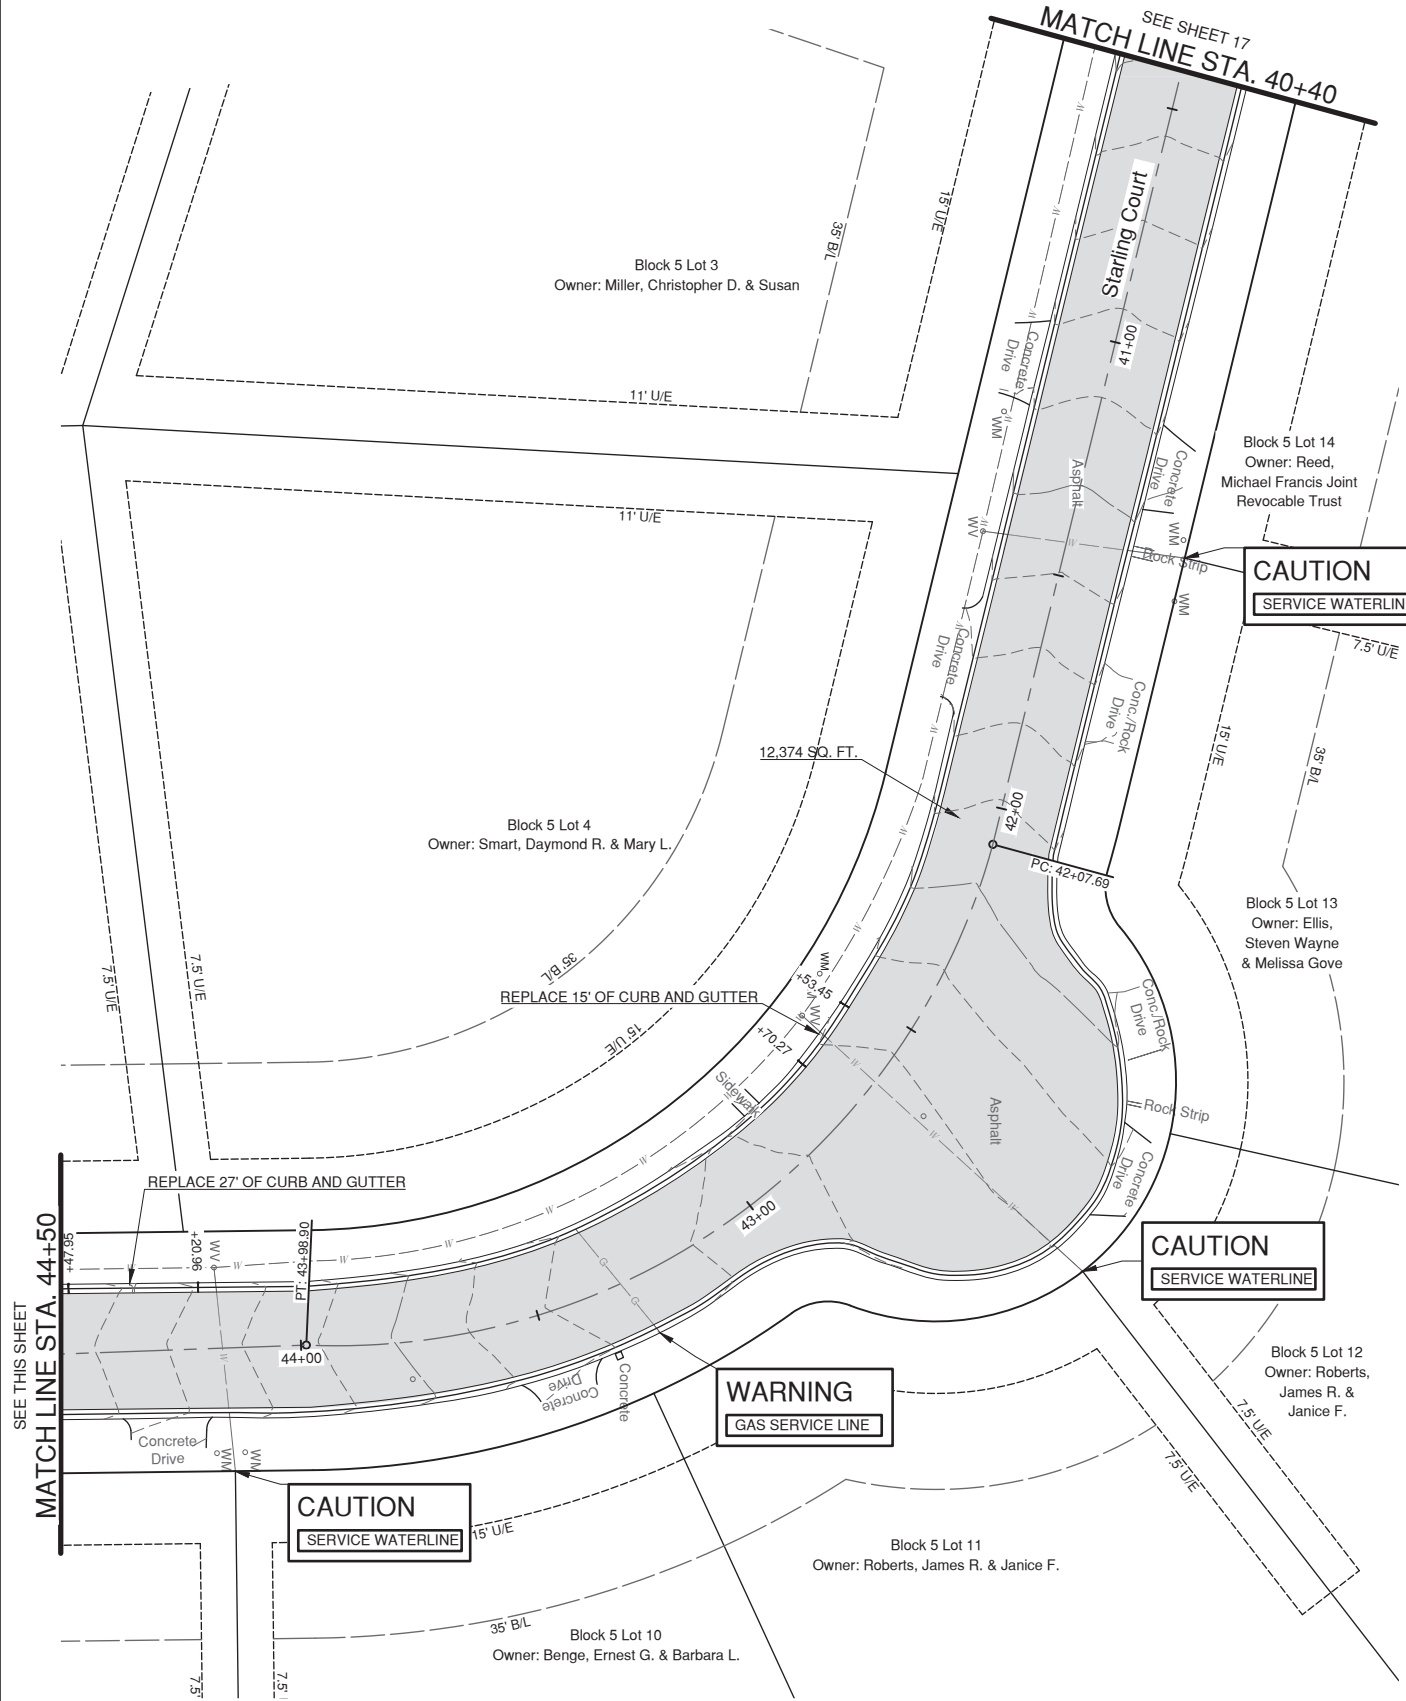 SEE SHEET 17
MATCH LINE STA. 40+40
15' U/E
35' B/L
Starling Court
Block 5 Lot 3
Owner: Miller, Christopher D. & Susan
W
W
W
41+00
Concrete
Drive
11' U/E
W
WM
Block 5 Lot 14
Owner: Reed,
Michael Francis Joint
Revocable Trust
Asphalt
Concrete
Drive
11' U/E
WV
W
W
WM
Rock Strip
CAUTION
SERVICE WATERLIN
WM
7.5' U/E
W
Concrete
Drive
Conc./Rock
Drive
W
15' U/E
35' B/L
12,374 SQ. FT.
42+00
W
Block 5 Lot 4
Owner: Smart, Daymond R. & Mary L.
PC: 42+07.69
Block 5 Lot 13
Owner: Ellis,
Steven Wayne
& Melissa Gove
W
7.5' U/E
7.5' U/E
35' B/L
WM
+53.45
REPLACE 15' OF CURB AND GUTTER
W
WV
+70.27
15' U/E
Conc./Rock
Drive
W
Sidewalk
W
Asphalt
Rock Strip
W
W
REPLACE 27' OF CURB AND GUTTER
Concrete
Drive
W
W
43+00
SEE THIS SHEET
MATCH LINE STA. 44+50
+47.95
+20.96
WV
W
W
W
PT: 43+98.90
G
G
CAUTION
SERVICE WATERLINE
W
W
44+00
Concrete
Drive
Concrete
WARNING
GAS SERVICE LINE
Block 5 Lot 12
Owner: Roberts,
James R. &
Janice F.
7.5' U/E
7.5' U/E
Concrete
Drive
WM
WM
CAUTION
SERVICE WATERLINE
15' U/E
Block 5 Lot 11
Owner: Roberts, James R. & Janice F.
35' B/L
Block 5 Lot 10
Owner: Benge, Ernest G. & Barbara L.
7.5'
7.5'